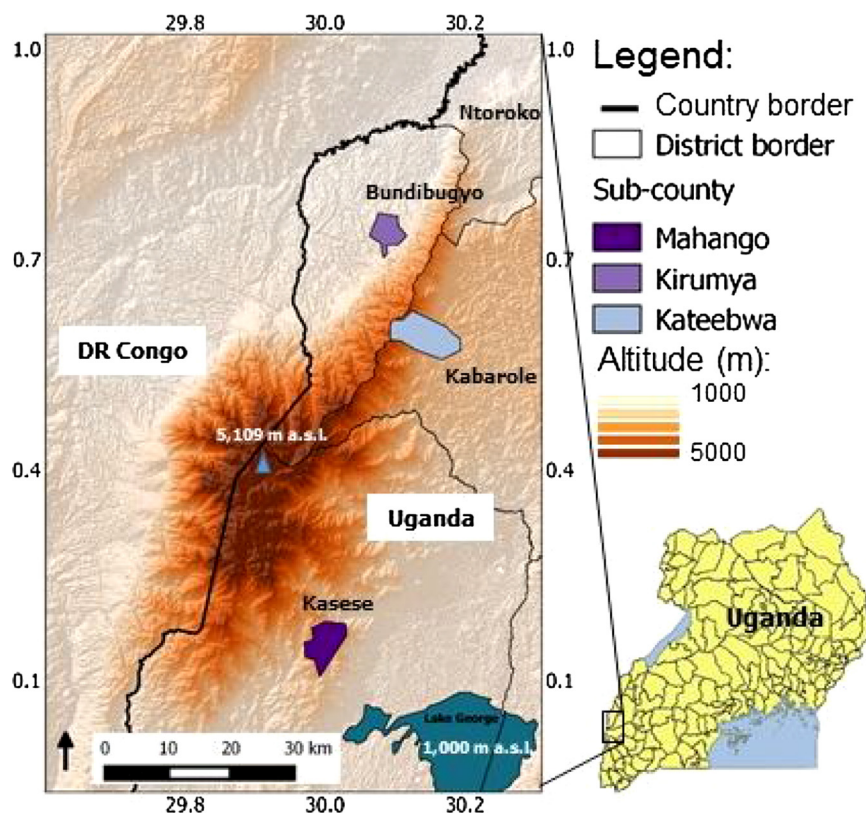 29.8 30.0 30.2
1.0 1.0
Legend:
Country border
District border
Sub-county
Mahango
Kirumya
Kateebwa
Altitude (m):
1000
5000
Ntoroko
Bundibugyo
0.7 0.7
DR Congo
Kabarole
5,109 m a.s.l.
0.4 0.4
Uganda
Kasese
0.1 0.1
Lake George
1,000 m a.s.l.
0 10 20 30 km
29.8 30.0 30.2
Uganda